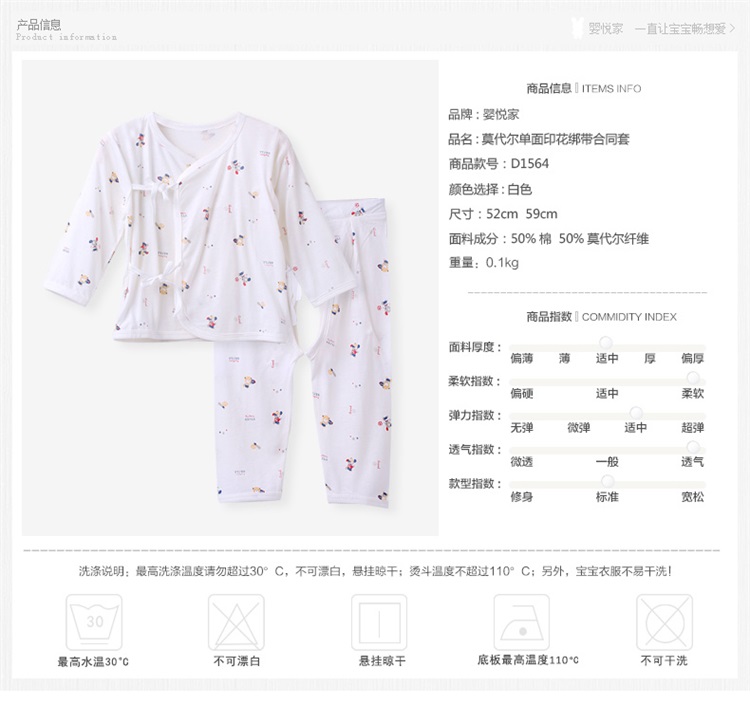 产品信息
Product information
婴悦家 一直让宝宝畅想爱 >
商品信息 ITEMS INFO
品牌：婴悦家
品名：莫代尔单面印花绑带合同套
商品款号：D1564
颜色选择：白色
尺寸：52cm 59cm
面料成分：50% 棉 50% 莫代尔纤维
重量：0.1kg
商品指数 COMMIDITY INDEX
面料厚度：
偏薄 薄 适中 厚 偏厚
柔软指数：
偏硬 适中 柔软
弹力指数：
无弹 微弹 适中 超弹
透气指数：
微透 一般 透气
款型指数：
修身 标准 宽松
洗涤说明：最高洗涤温度请勿超过30° C，不可漂白，悬挂晾干；烫斗温度不超过110° C；另外，宝宝衣服不易干洗！
30
最高水温30°C 不可漂白 悬挂晾干 底板最高温度110°C 不可干洗